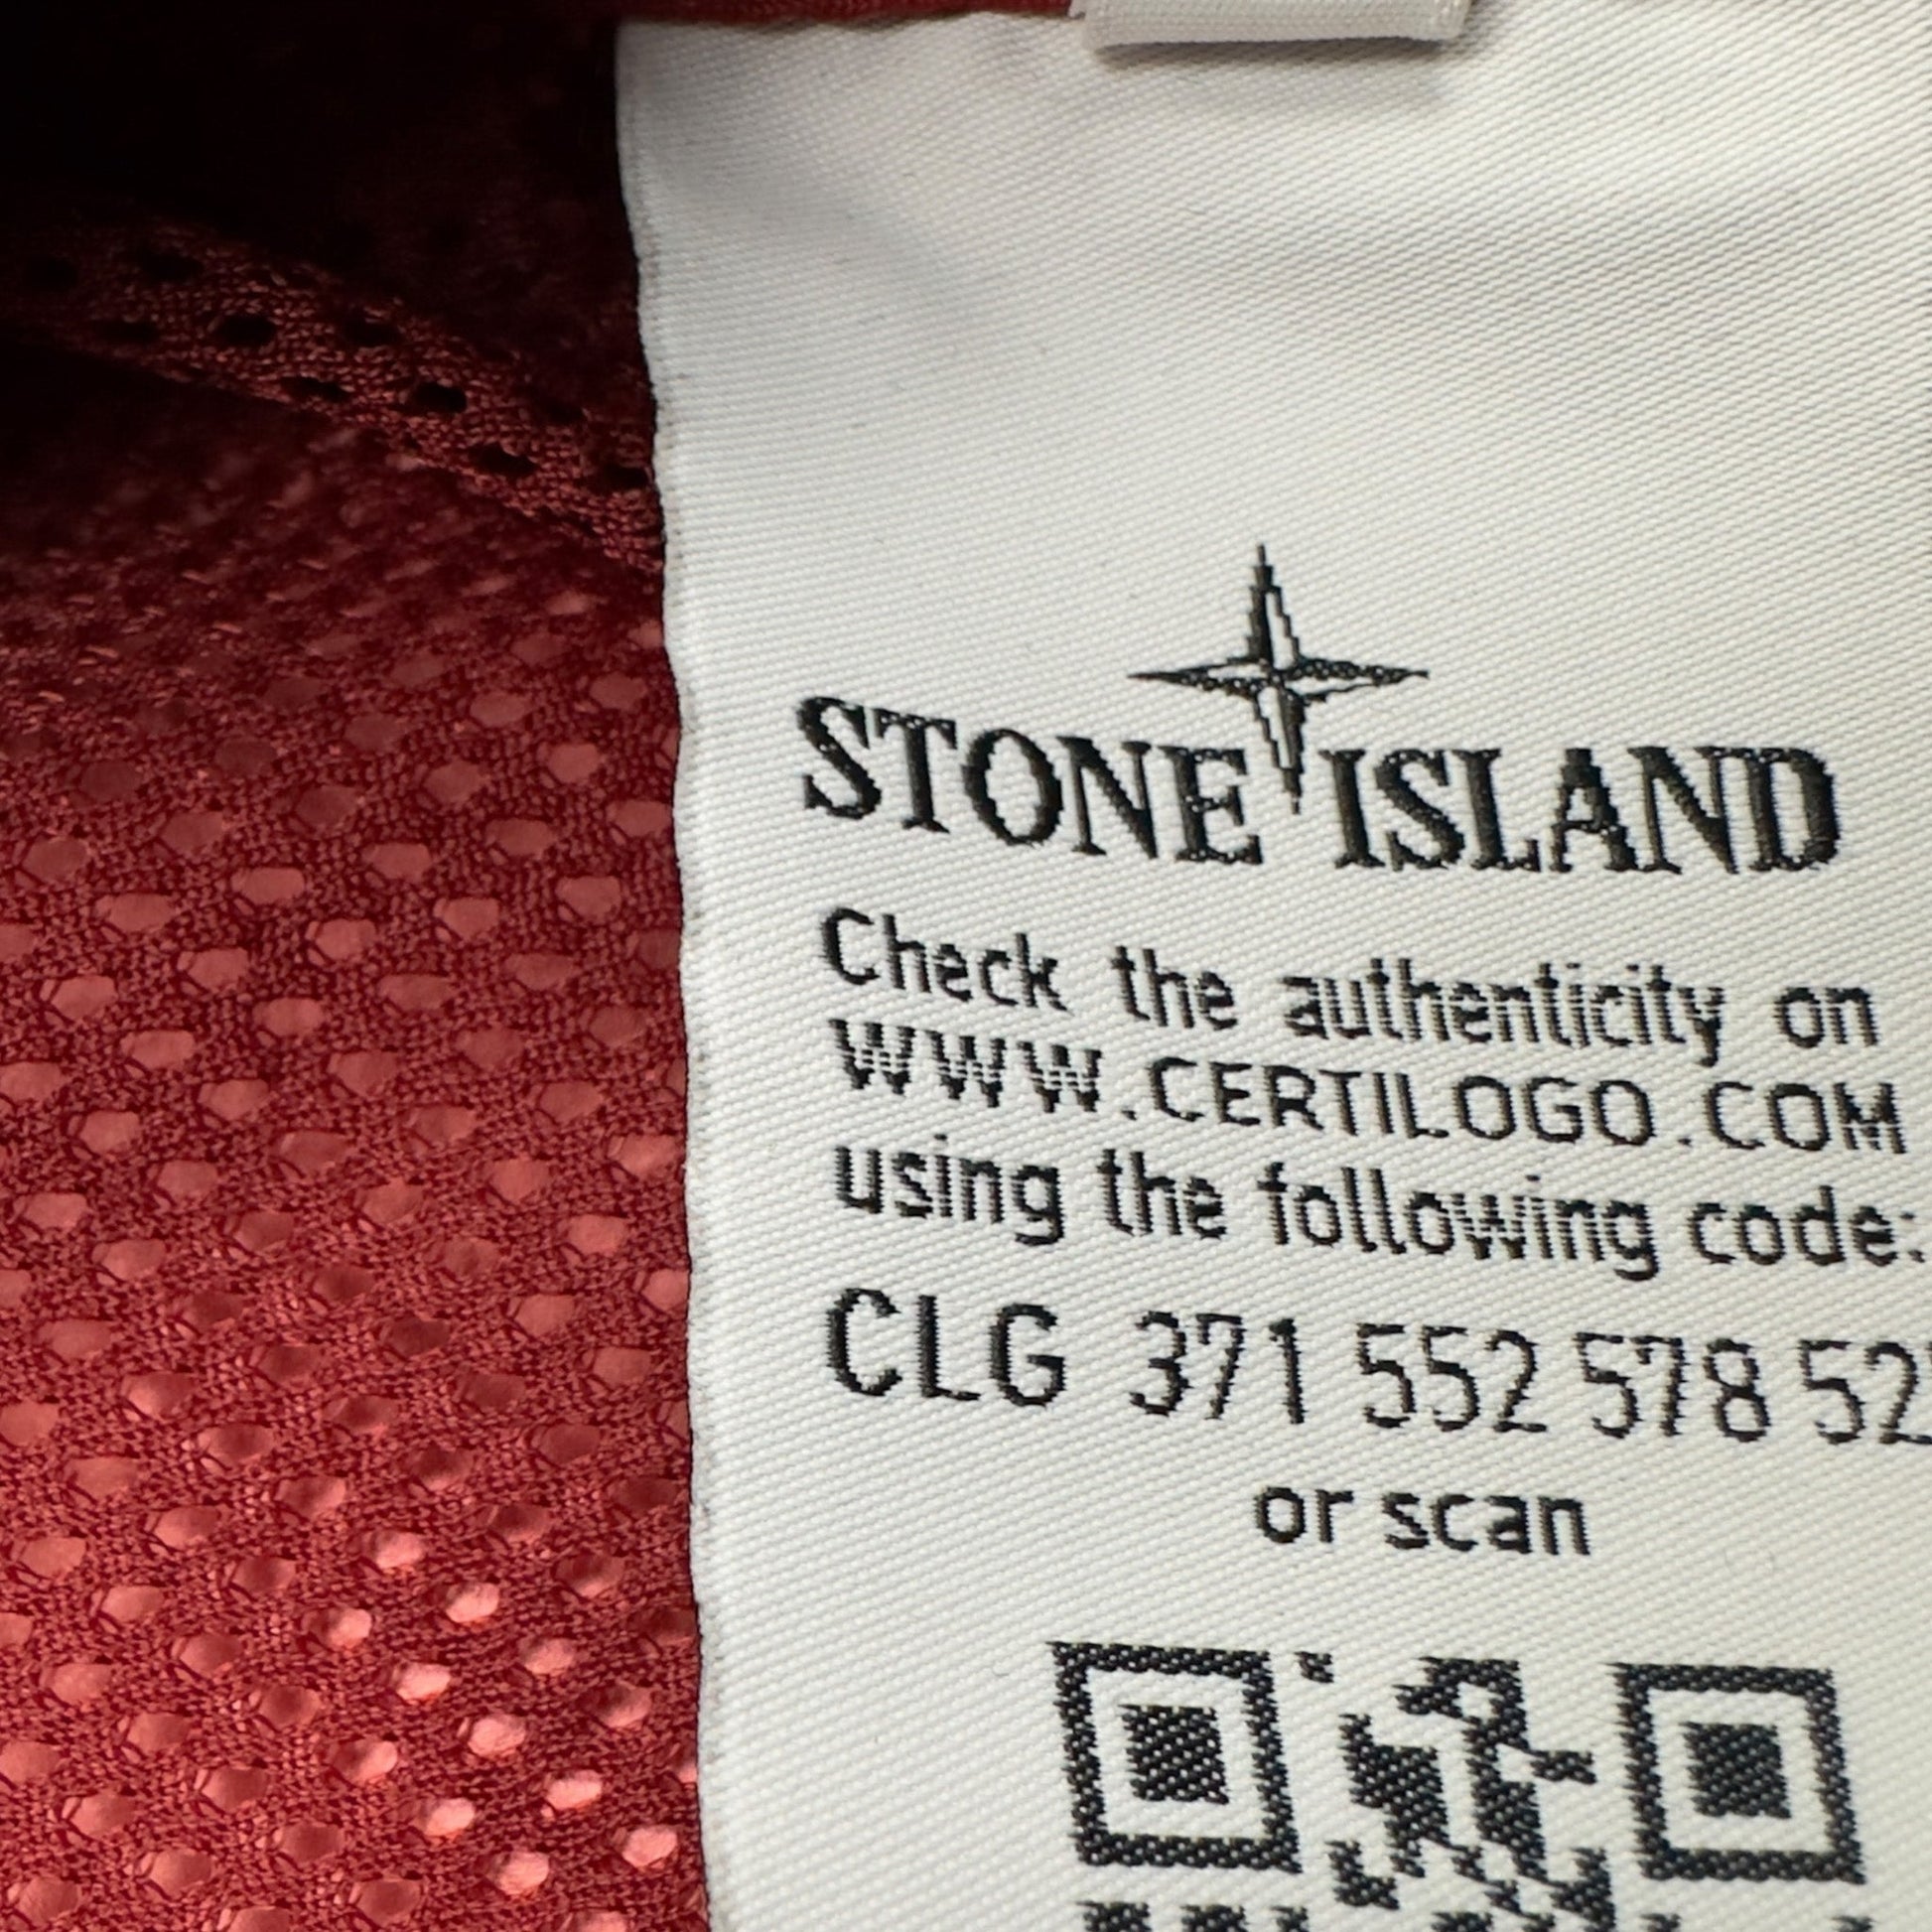 STONE ISLAND
Check the authenticity on
WWW.CERTILOGO.COM
using the following code:
CLG 371 552 578 52
or scan